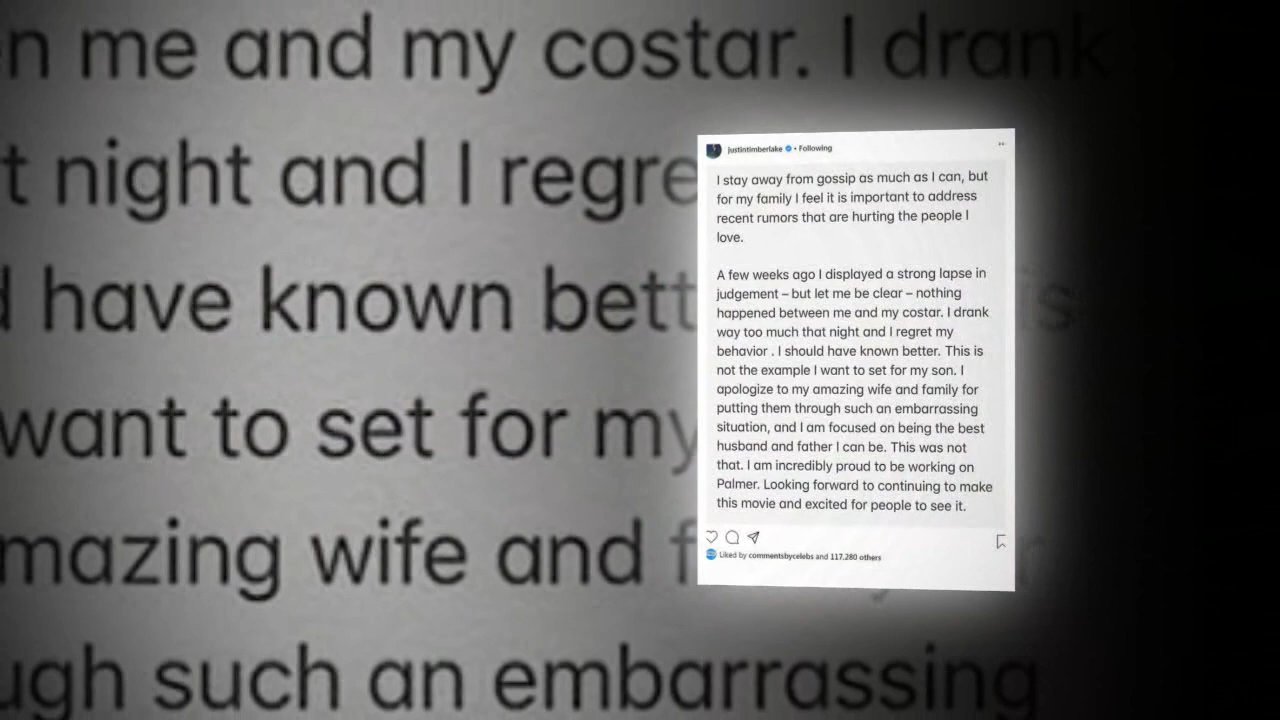 n me and my costar. I drank
t night and I regre
have known bett
want to set for my
mazing wife and f
ugh such an embarrassing
justintimberlake • Following
I stay away from gossip as much as I can, but
for my family I feel it is important to address
recent rumors that are hurting the people I
love.
A few weeks ago I displayed a strong lapse in
judgement – but let me be clear – nothing
happened between me and my costar. I drank
way too much that night and I regret my
behavior . I should have known better. This is
not the example I want to set for my son. I
apologize to my amazing wife and family for
putting them through such an embarrassing
situation, and I am focused on being the best
husband and father I can be. This was not
that. I am incredibly proud to be working on
Palmer. Looking forward to continuing to make
this movie and excited for people to see it.
Liked by commentsbycelebs and 117,280 others